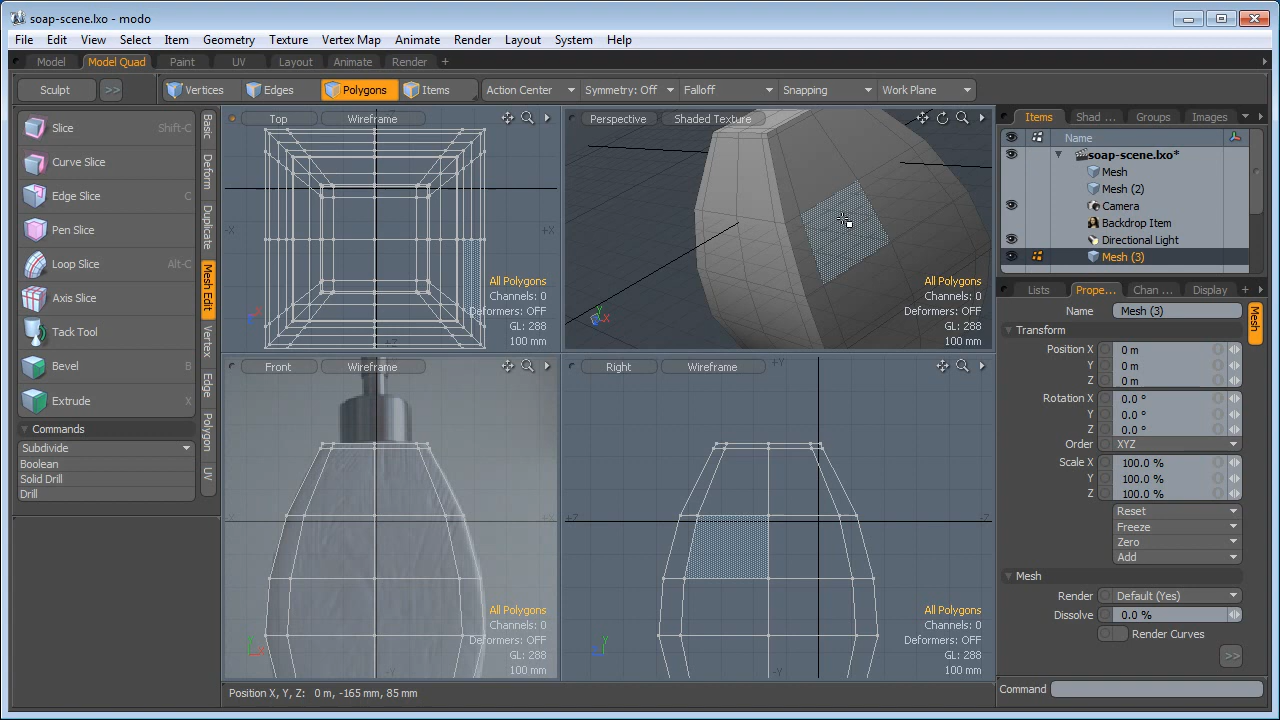 soap-scene.lxo - modo
File Edit View Select Item Geometry Texture Vertex Map Animate Render Layout System Help
Model Model Quad Paint UV Layout Animate Render +
Sculpt >> Vertices Edges Polygons Items Action Center Symmetry: Off Falloff Snapping Work Plane
Slice Shift-C
Curve Slice
Edge Slice C
Pen Slice
Loop Slice Alt-C
Axis Slice
Tack Tool
Bevel B
Extrude X
Commands
Subdivide
Boolean
Solid Drill
Drill
Basic
Deform
Duplicate
Mesh Edit
Vertex
Edge
Polygon
UV
Top Wireframe
-X +X
+Z
All Polygons
Channels: 0
Deformers: OFF
GL: 288
100 mm
Perspective Shaded Texture
Y X
All Polygons
Channels: 0
Deformers: OFF
GL: 288
100 mm
Front Wireframe
-X
-Y
All Polygons
Channels: 0
Deformers: OFF
GL: 288
100 mm
Right Wireframe
+Y
+Z -Z
-Y
All Polygons
Channels: 0
Deformers: OFF
GL: 288
100 mm
Position X, Y, Z: 0 m, -165 mm, 85 mm
Items Shad ... Groups Images
Name
soap-scene.lxo*
Mesh
Mesh (2)
Camera
Backdrop Item
Directional Light
Mesh (3)
Lists Prope... Chan ... Display +
Name Mesh (3)
Transform
Position X 0 m
Y 0 m
Z 0 m
Rotation X 0.0 °
Y 0.0 °
Z 0.0 °
Order XYZ
Scale X 100.0 %
Y 100.0 %
Z 100.0 %
Reset
Freeze
Zero
Add
Mesh
Render Default (Yes)
Dissolve 0.0 %
Render Curves
>>
Mesh
Command